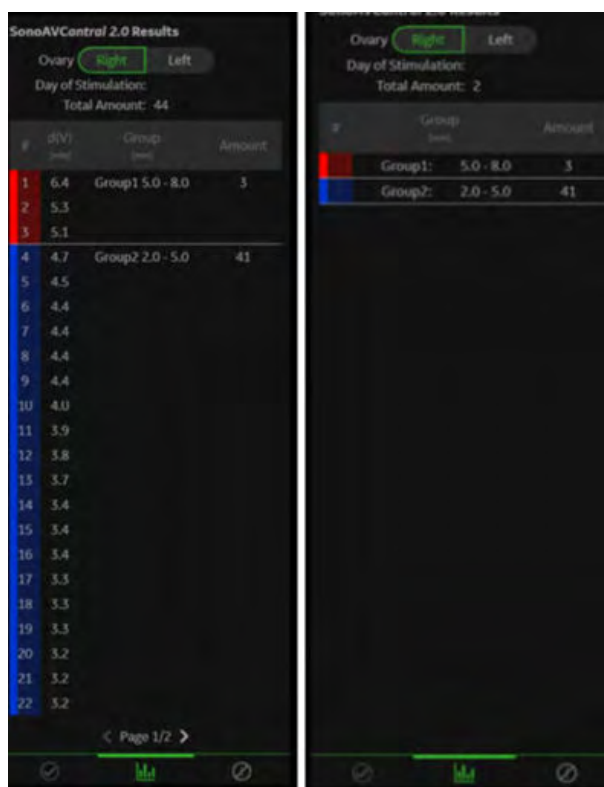 SonoAVControl 2.0 Results
Ovary Right Left
Day of Stimulation:
Total Amount: 44
# d(V) Group Amount
[mm] [mm]
1 6.4 Group1 5.0 - 8.0 3
2 5.3
3 5.1
4 4.7 Group2 2.0 - 5.0 41
5 4.5
6 4.4
7 4.4
8 4.4
9 4.4
10 4.0
11 3.9
12 3.8
13 3.7
14 3.4
15 3.4
16 3.4
17 3.3
18 3.3
19 3.3
20 3.2
21 3.2
22 3.2
< Page 1/2 >
SonoAVControl 2.0 Results
Ovary Right Left
Day of Stimulation:
Total Amount: 2
# Group Amount
[mm]
Group1: 5.0 - 8.0 3
Group2: 2.0 - 5.0 41